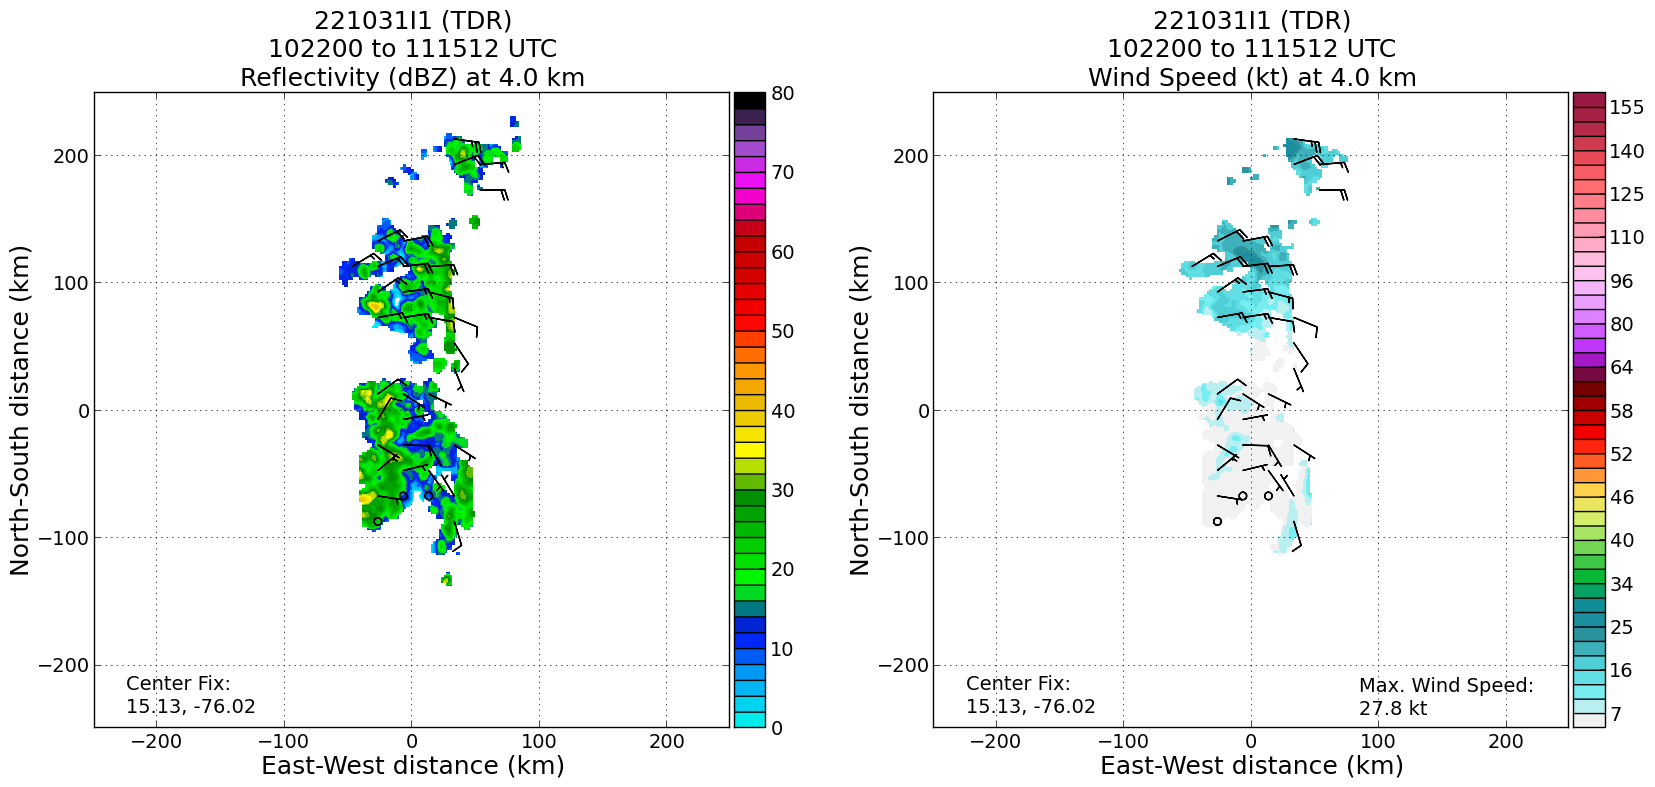 221031I1 (TDR)
102200 to 111512 UTC
Reflectivity (dBZ) at 4.0 km
North-South distance (km)
200
100
0
−100
−200
Center Fix:
15.13, -76.02
−200 −100 0 100 200
East-West distance (km)
80
70
60
50
40
30
20
10
0
221031I1 (TDR)
102200 to 111512 UTC
Wind Speed (kt) at 4.0 km
North-South distance (km)
200
100
0
−100
−200
Center Fix:
15.13, -76.02
Max. Wind Speed:
27.8 kt
−200 −100 0 100 200
East-West distance (km)
155
140
125
110
96
80
64
58
52
46
40
34
25
16
7